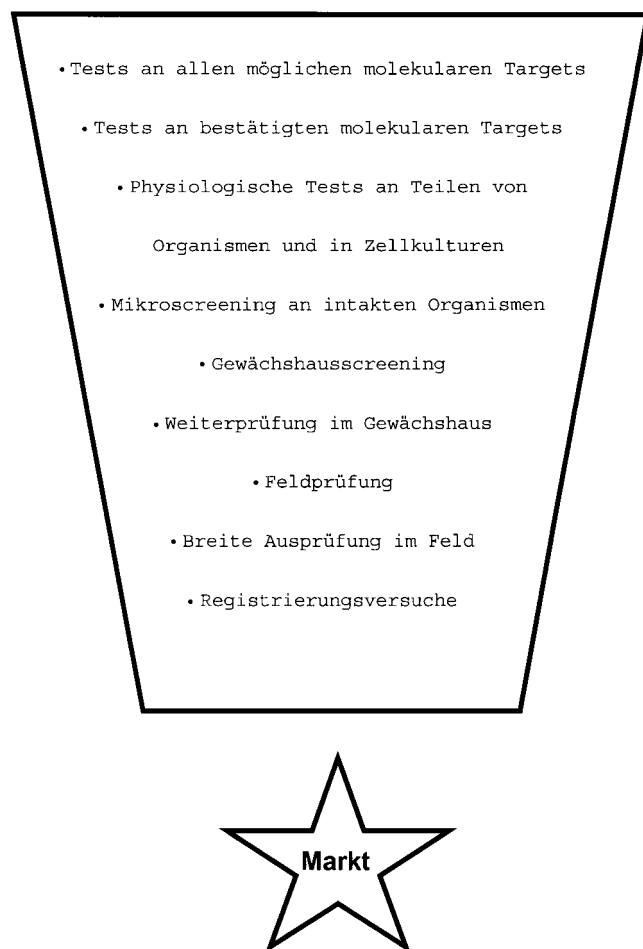 • Tests an allen möglichen molekularen Targets
• Tests an bestätigten molekularen Targets
• Physiologische Tests an Teilen von
Organismen und in Zellkulturen
• Mikroscreening an intakten Organismen
• Gewächshausscreening
• Weiterprüfung im Gewächshaus
• Feldprüfung
• Breite Ausprüfung im Feld
• Registrierungsversuche
Markt